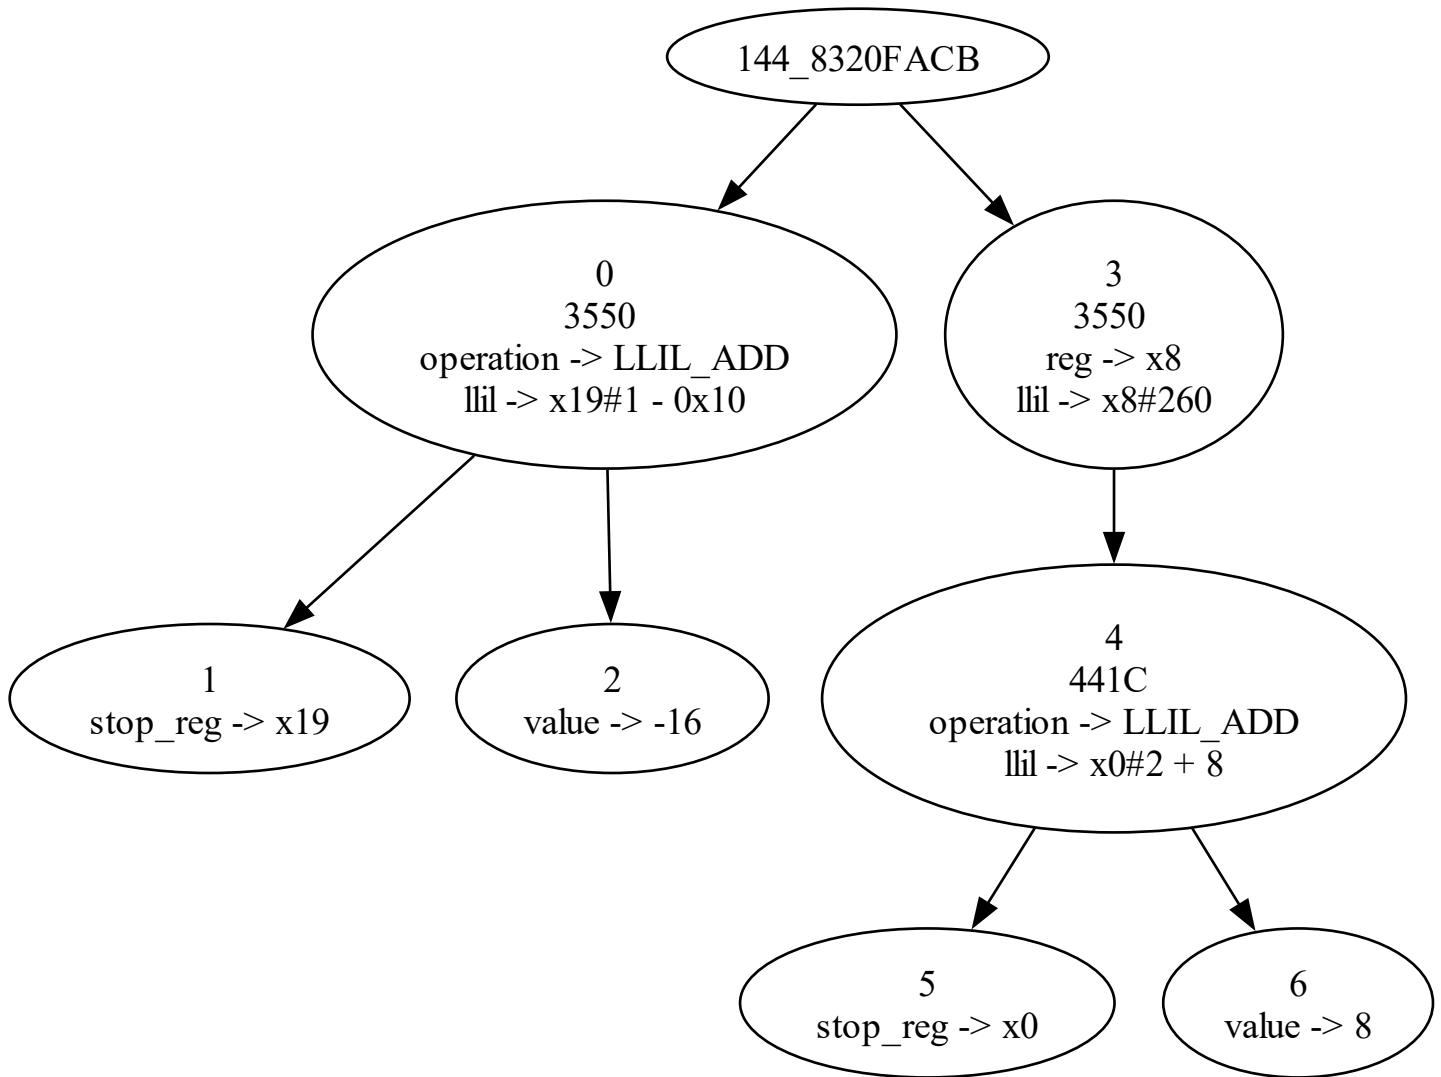 144_8320FACB
0
3550
operation -> LLIL_ADD
llil -> x19#1 - 0x10
3
3550
reg -> x8
llil -> x8#260
1
stop_reg -> x19
2
value -> -16
4
441C
operation -> LLIL_ADD
llil -> x0#2 + 8
5
stop_reg -> x0
6
value -> 8